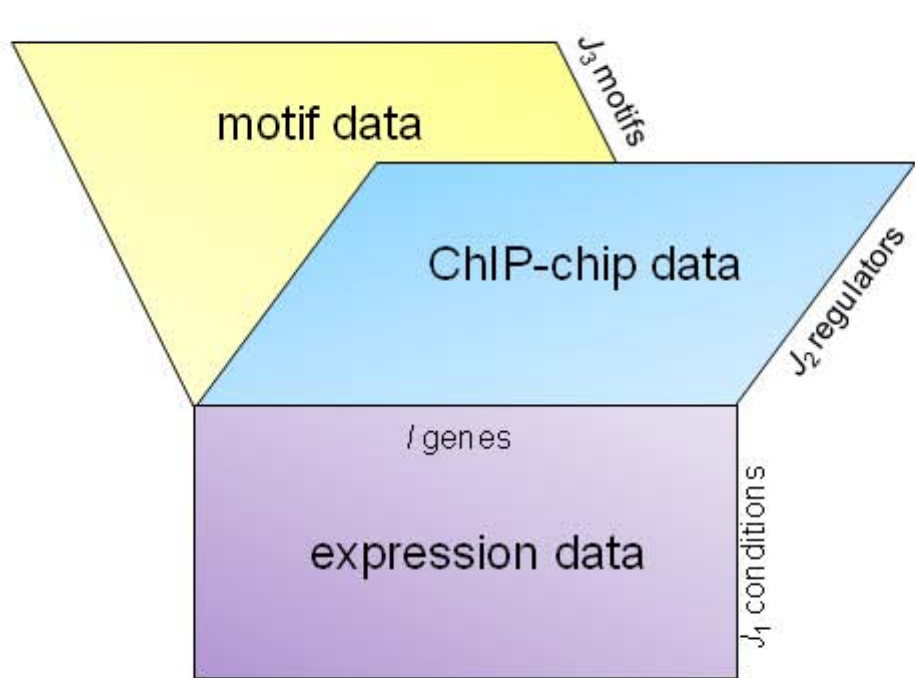 J₃ motifs
motif data
ChIP-chip data
J₂ regulators
I genes
expression data
J₁ conditions